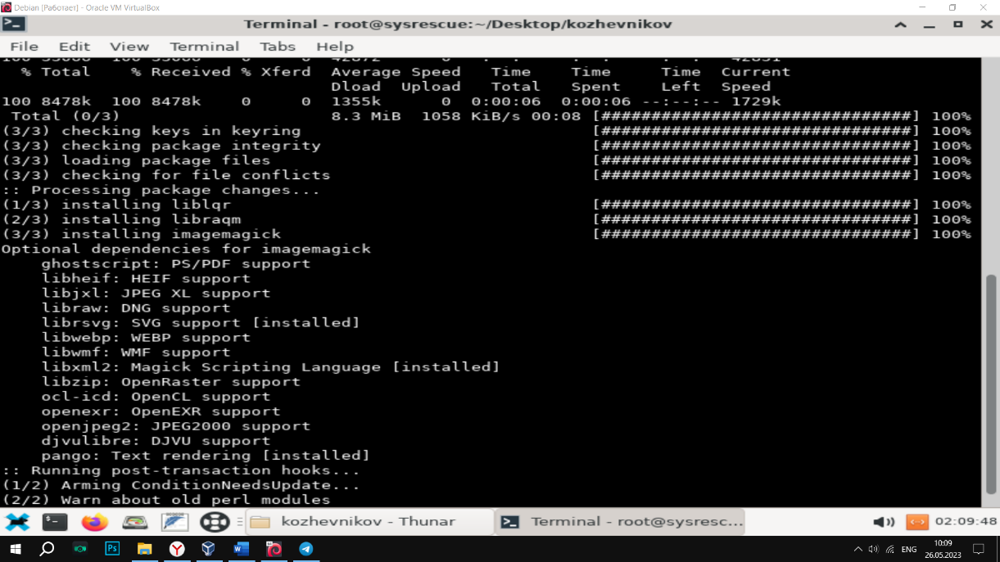 Debian [Работает] - Oracle VM VirtualBox
Terminal - root@sysrescue:~/Desktop/kozhevnikov
File Edit View Terminal Tabs Help
% Total % Received % Xferd Average Speed Time Time Time Current
Dload Upload Total Spent Left Speed
100 8478k 100 8478k 0 0 1355k 0 0:00:06 0:00:06 --:--:-- 1729k
Total (0/3) 8.3 MiB 1058 KiB/s 00:08 [###############################] 100%
(3/3) checking keys in keyring [###############################] 100%
(3/3) checking package integrity [###############################] 100%
(3/3) loading package files [###############################] 100%
(3/3) checking for file conflicts [###############################] 100%
:: Processing package changes...
(1/3) installing liblqr [###############################] 100%
(2/3) installing libraqm [###############################] 100%
(3/3) installing imagemagick [###############################] 100%
Optional dependencies for imagemagick
ghostscript: PS/PDF support
libheif: HEIF support
libjxl: JPEG XL support
libraw: DNG support
librsvg: SVG support [installed]
libwebp: WEBP support
libwmf: WMF support
libxml2: Magick Scripting Language [installed]
libzip: OpenRaster support
ocl-icd: OpenCL support
openexr: OpenEXR support
openjpeg2: JPEG2000 support
djvulibre: DJVU support
pango: Text rendering [installed]
:: Running post-transaction hooks...
(1/2) Arming ConditionNeedsUpdate...
(2/2) Warn about old perl modules
kozhevnikov - Thunar Terminal - root@sysresc... 02:09:48
Ps ENG 10:09
26.05.2023